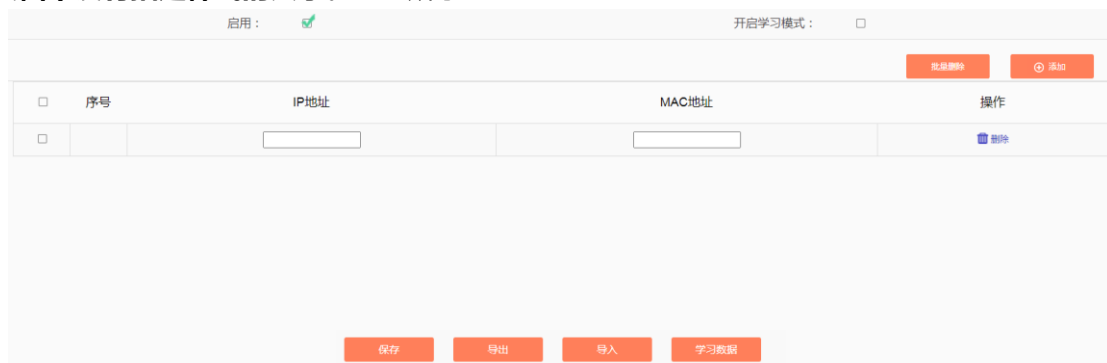 启用：
开启学习模式：
批量删除
添加
序号
IP地址
MAC地址
操作
删除
保存
导出
导入
学习数据